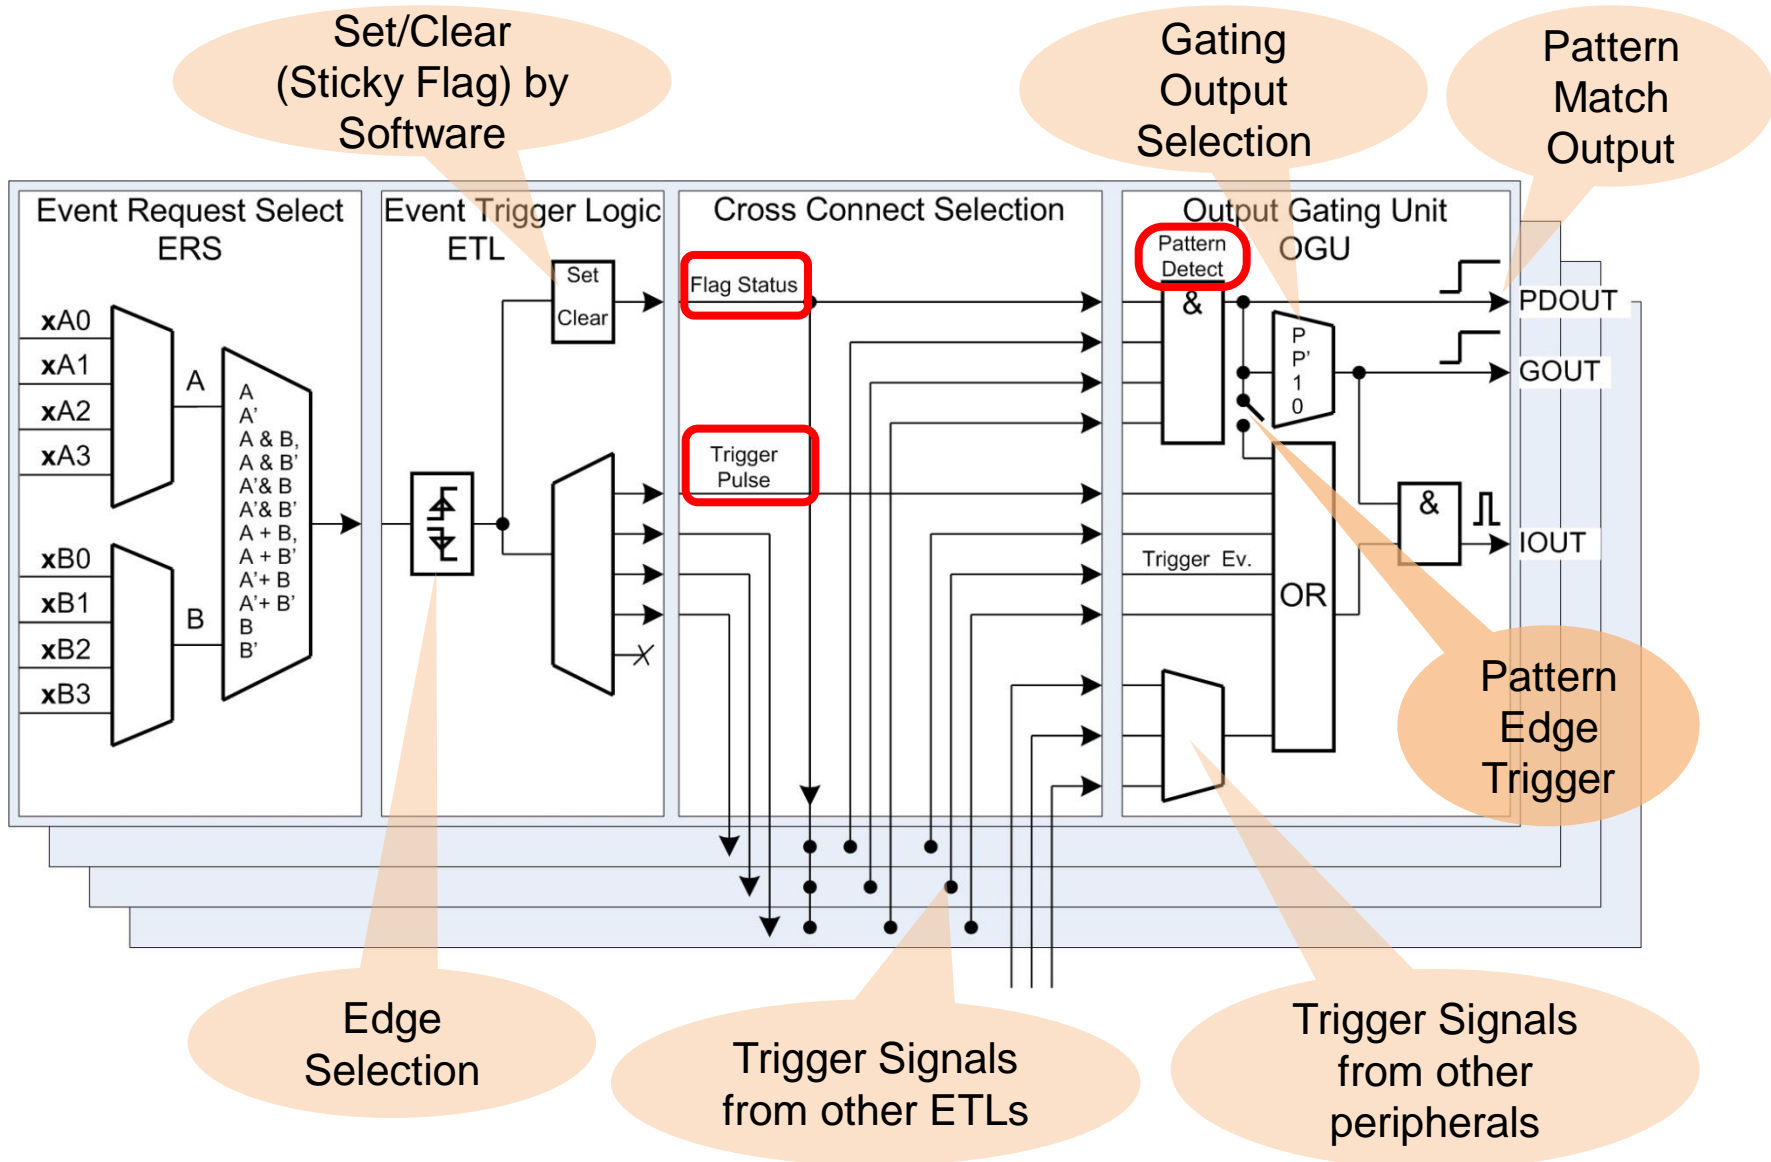 Set/Clear
(Sticky Flag) by
Software
Gating
Output
Selection
Pattern
Match
Output
Event Request Select
ERS
Event Trigger Logic
ETL
Cross Connect Selection
Output Gating Unit
OGU
xA0
xA1
xA2
xA3
A
xB0
xB1
xB2
xB3
B
A
A'
A & B,
A & B'
A'& B
A'& B'
A + B,
A + B'
A'+ B
A'+ B'
B
B'
Set
Clear
X
Flag Status
Trigger
Pulse
Pattern
Detect
&
P
P'
1
0
Trigger Ev.
OR
&
PDOUT
GOUT
IOUT
Pattern
Edge
Trigger
Edge
Selection
Trigger Signals
from other ETLs
Trigger Signals
from other
peripherals